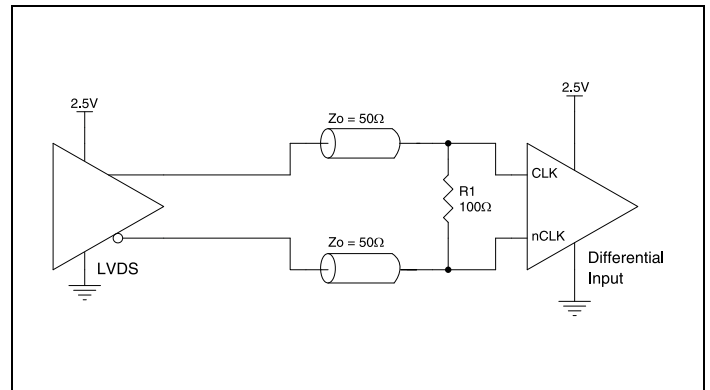 2.5V
2.5V
Zo = 50Ω
CLK
R1
100Ω
nCLK
Zo = 50Ω
LVDS
Differential
Input